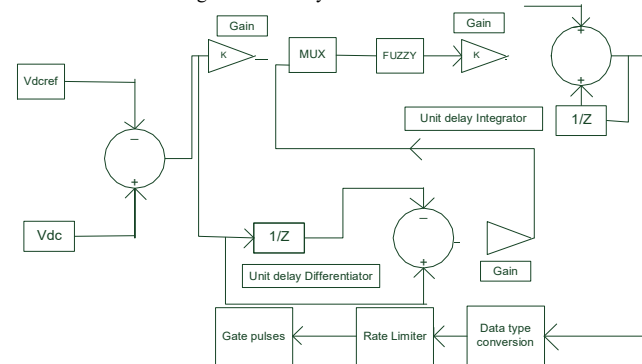 Gain
Gain
K
MUX
FUZZY
K
+
Vdcref
Unit delay Integrator
+
1/Z
−
+
Vdc
1/Z
−
+
Unit delay Differentiator
Gain
Gate pulses
Rate Limiter
Data type
conversion